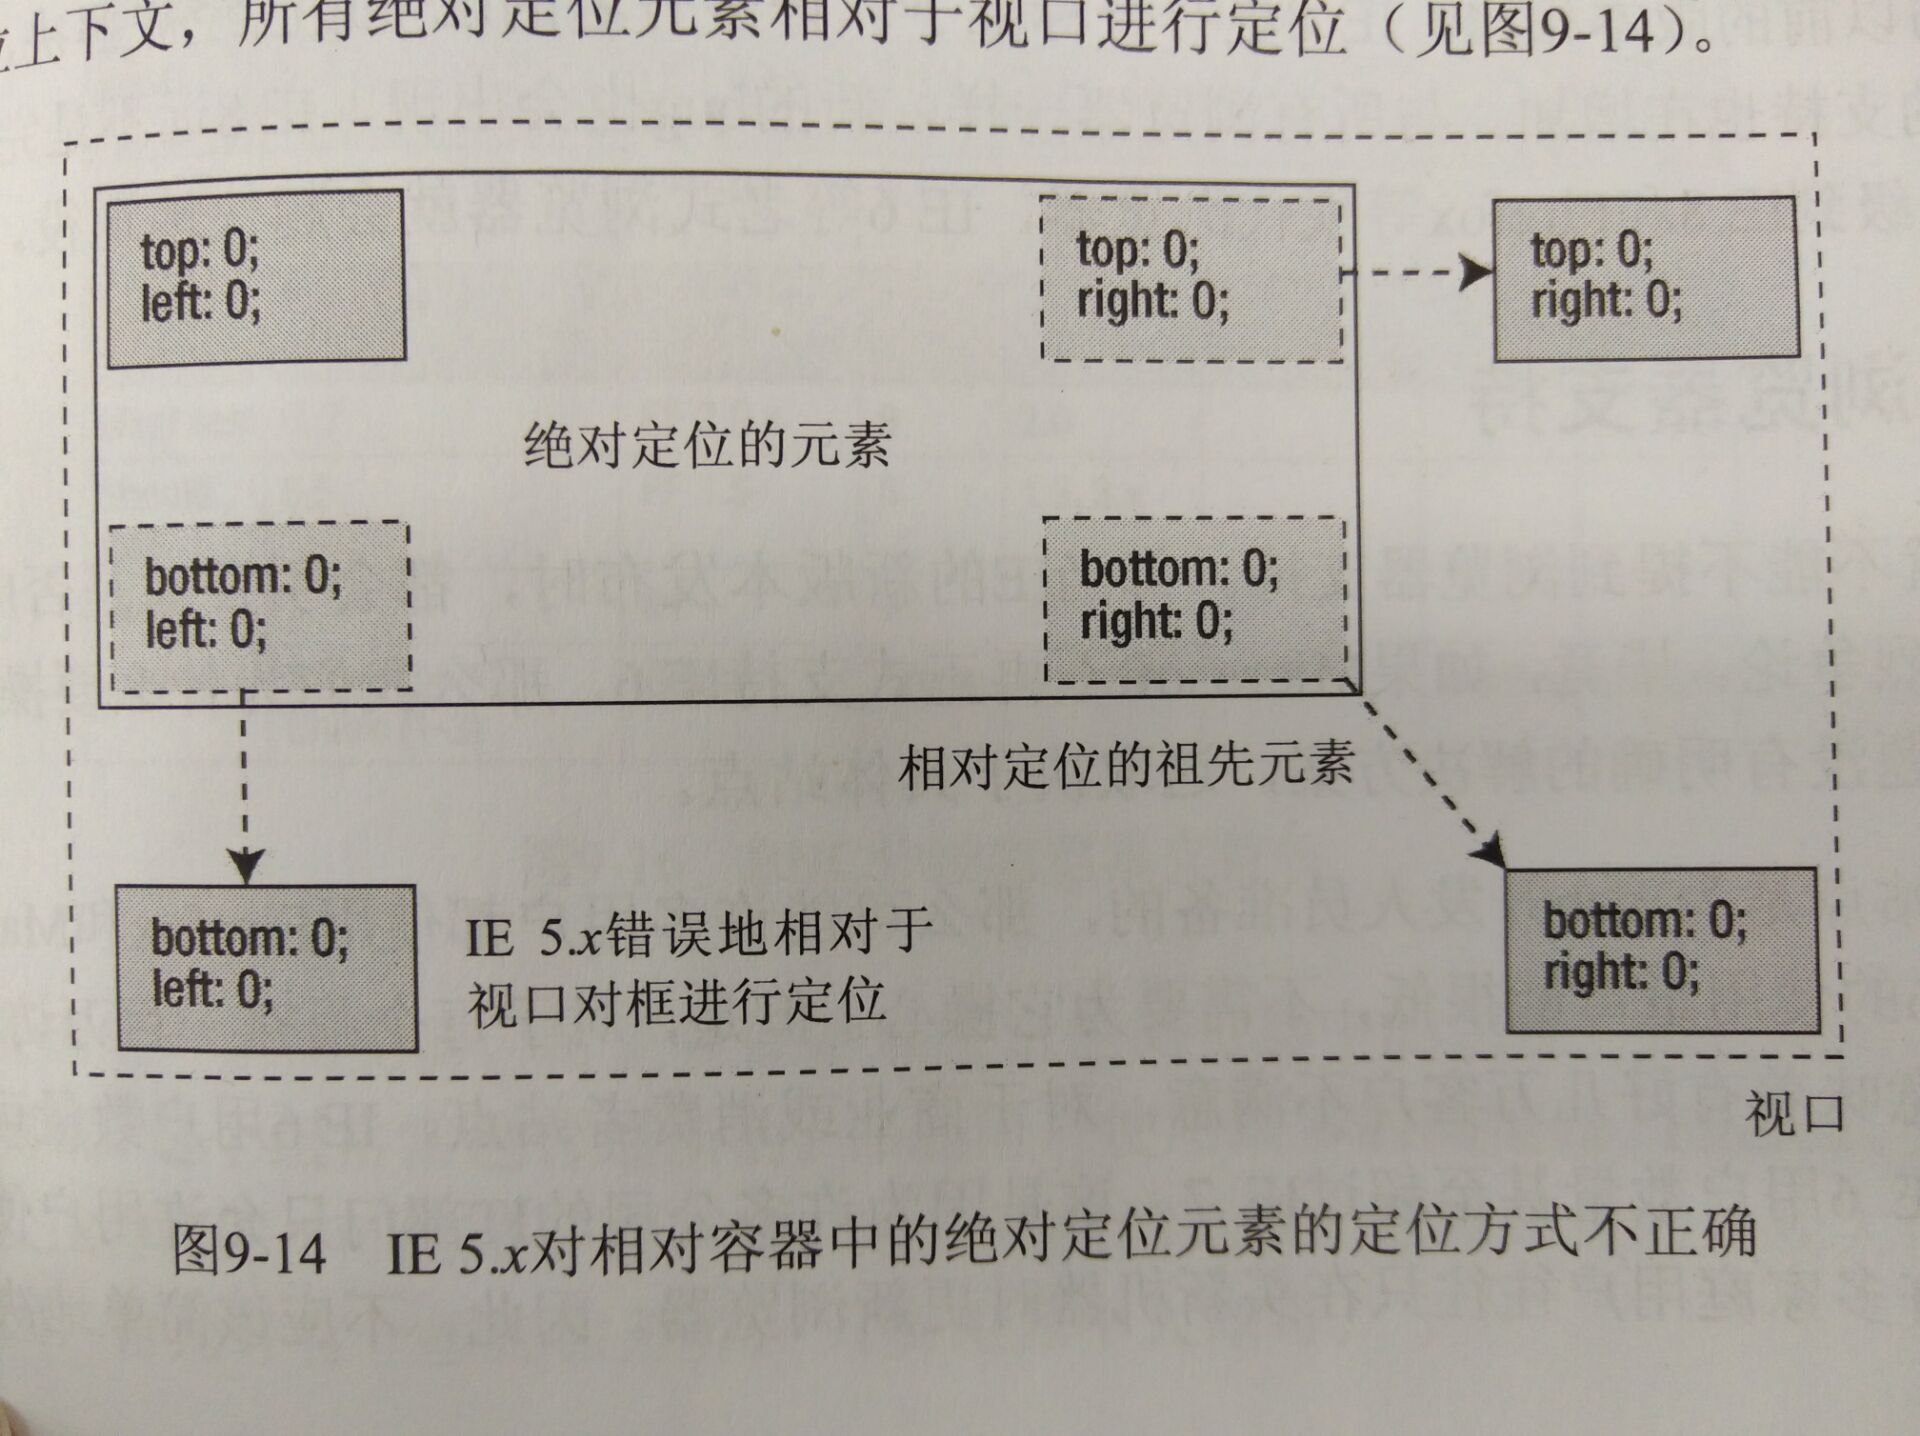 位上下文，所有绝对定位元素相对于视口进行定位（见图9-14）。
top: 0;
left: 0;
top: 0;
right: 0;
top: 0;
right: 0;
绝对定位的元素
bottom: 0;
left: 0;
bottom: 0;
right: 0;
相对定位的祖先元素
bottom: 0;
left: 0;
IE 5.x错误地相对于
视口对框进行定位
bottom: 0;
right: 0;
视口
图9-14 IE 5.x对相对容器中的绝对定位元素的定位方式不正确